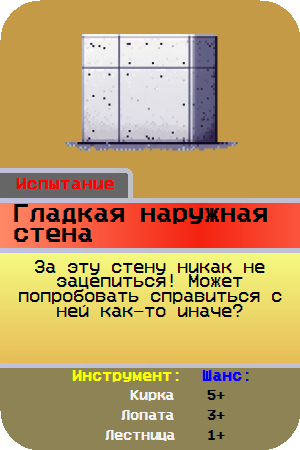 Испытание
Гладкая наружная
стена
За эту стену никак не
зацепиться! Может
попробовать справиться с
ней как-то иначе?
Инструмент: Шанс:
Кирка 5+
Лопата 3+
Лестница 1+